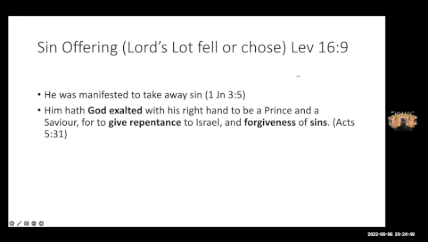 Sin Offering (Lord's Lot fell or chose) Lev 16:9
• He was manifested to take away sin (1 Jn 3:5)
• Him hath God exalted with his right hand to be a Prince and a
Saviour, for to give repentance to Israel, and forgiveness of sins. (Acts
5:31)